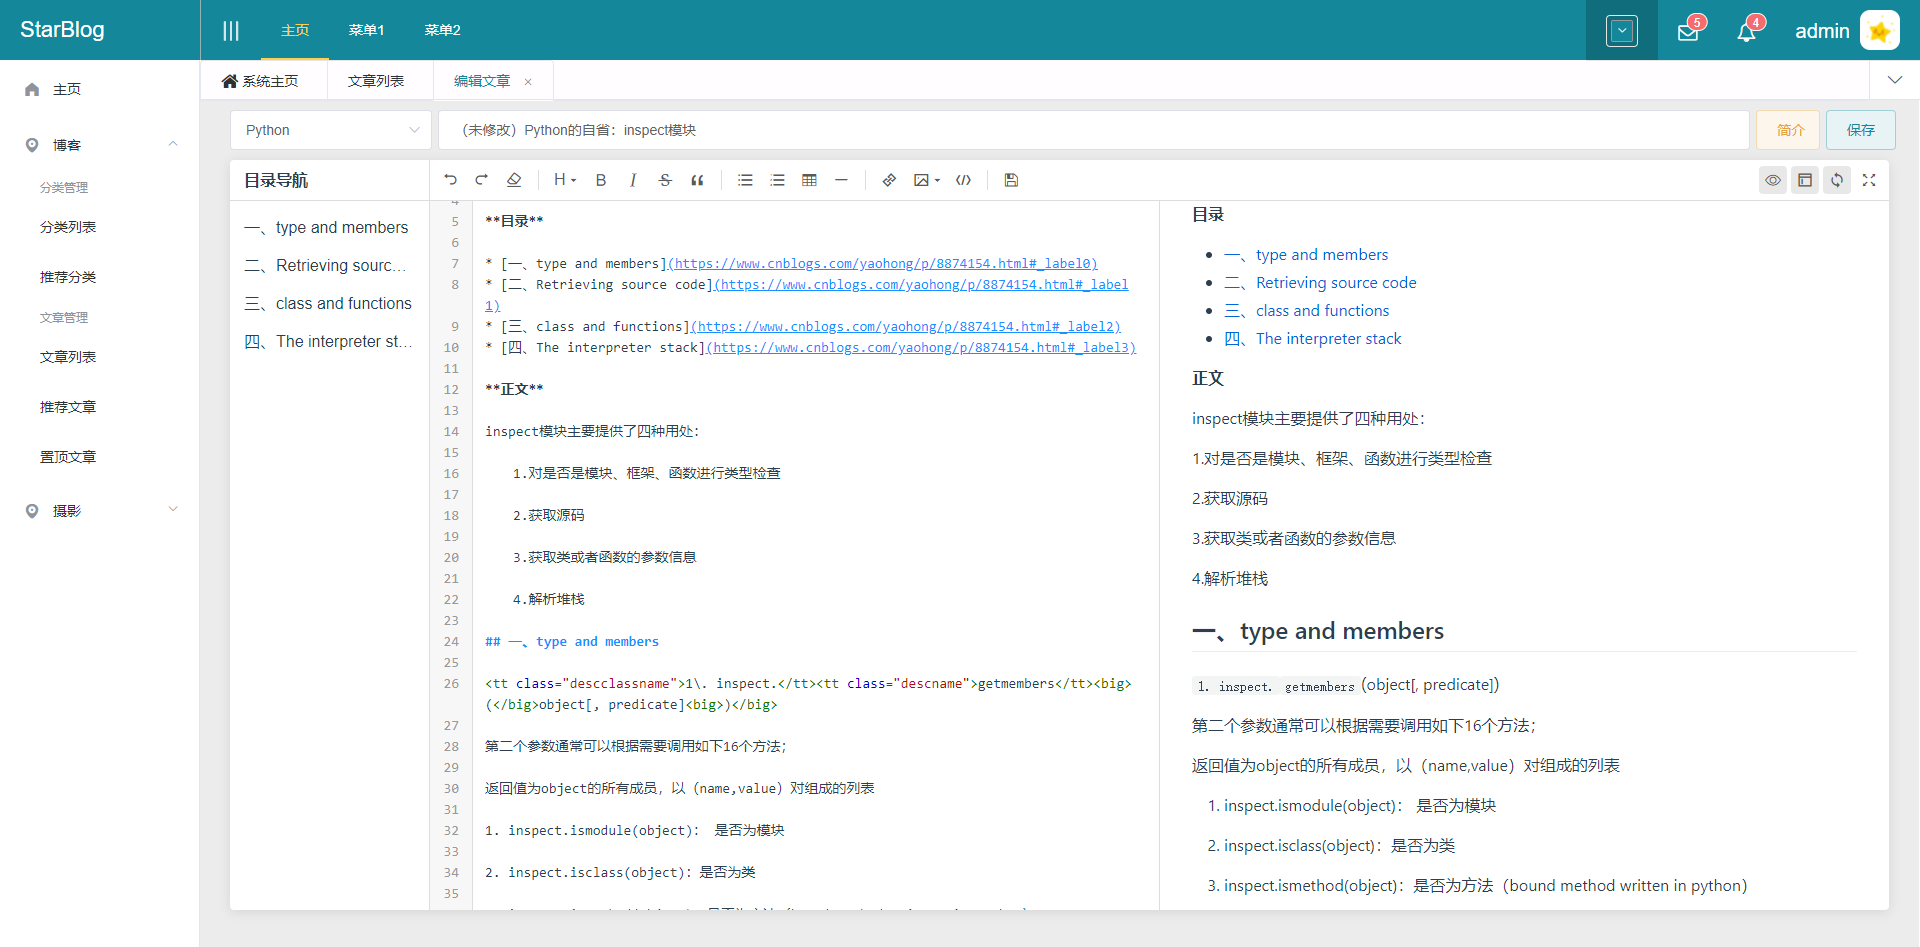 StarBlog
主页
菜单1
菜单2
5
4
admin
主页
博客
分类管理
分类列表
推荐分类
文章管理
文章列表
推荐文章
置顶文章
摄影
系统主页
文章列表
编辑文章
Python
（未修改）Python的自省：inspect模块
简介
保存
目录导航
一、type and members
二、Retrieving sourc...
三、class and functions
四、The interpreter st...
H
B
I
S
4
5 **目录**
6
7 * [一、type and members](https://www.cnblogs.com/yaohong/p/8874154.html#_label0)
8 * [二、Retrieving source code](https://www.cnblogs.com/yaohong/p/8874154.html#_label
1)
9 * [三、class and functions](https://www.cnblogs.com/yaohong/p/8874154.html#_label2)
10 * [四、The interpreter stack](https://www.cnblogs.com/yaohong/p/8874154.html#_label3)
11
12 **正文**
13
14 inspect模块主要提供了四种用处：
15
16 1.对是否是模块、框架、函数进行类型检查
17
18 2.获取源码
19
20 3.获取类或者函数的参数信息
21
22 4.解析堆栈
23
24 ## 一、type and members
25
26 <tt class="descclassname">1\. inspect.</tt><tt class="descname">getmembers</tt><big>
(</big>object[, predicate]<big>)</big>
27
28 第二个参数通常可以根据需要调用如下16个方法；
29
30 返回值为object的所有成员，以（name,value）对组成的列表
31
32 1. inspect.ismodule(object)： 是否为模块
33
34 2. inspect.isclass(object)：是否为类
35
目录
一、type and members
二、Retrieving source code
三、class and functions
四、The interpreter stack
正文
inspect模块主要提供了四种用处：
1.对是否是模块、框架、函数进行类型检查
2.获取源码
3.获取类或者函数的参数信息
4.解析堆栈
一、type and members
1. inspect. getmembers(object[, predicate])
第二个参数通常可以根据需要调用如下16个方法；
返回值为object的所有成员，以（name,value）对组成的列表
1. inspect.ismodule(object)： 是否为模块
2. inspect.isclass(object)：是否为类
3. inspect.ismethod(object)：是否为方法（bound method written in python）